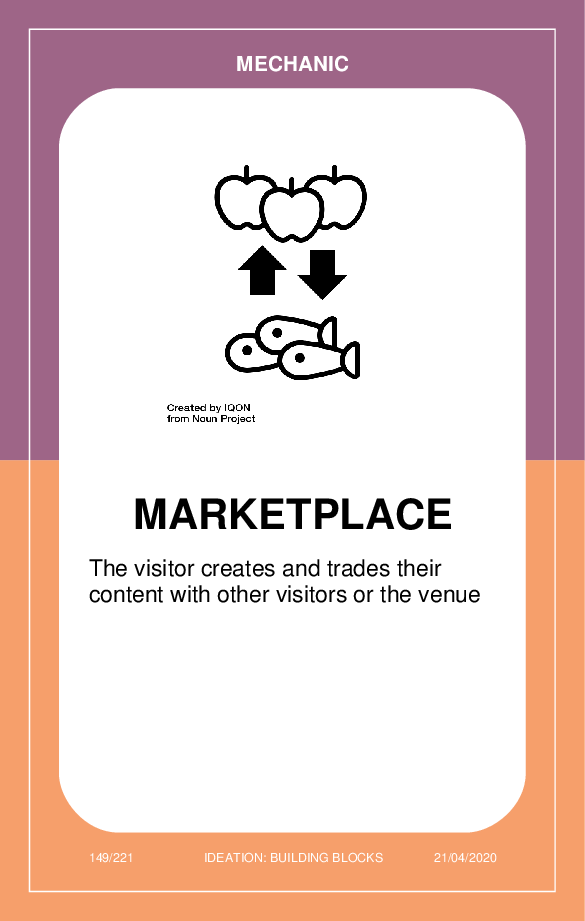 MECHANIC
Created by IQON
from Noun Project
MARKETPLACE
The visitor creates and trades their
content with other visitors or the venue
149/221
IDEATION: BUILDING BLOCKS
21/04/2020